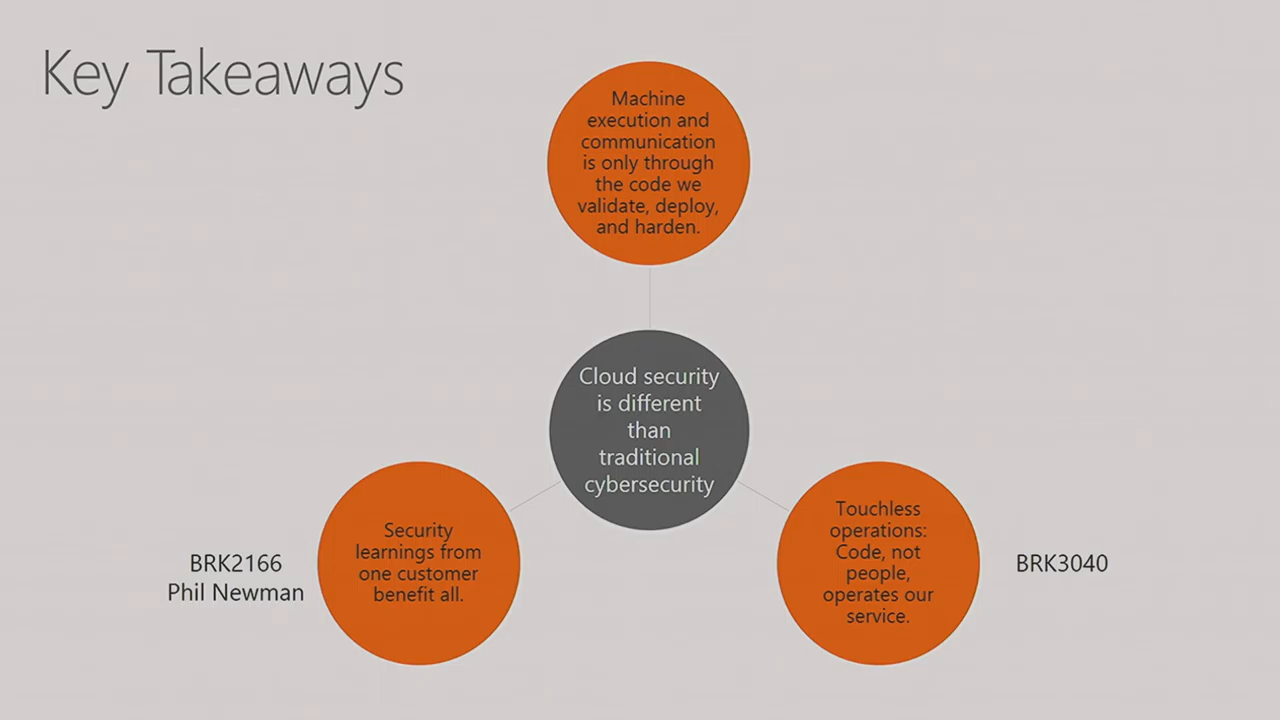 Key Takeaways
Machine
execution and
communication
is only through
the code we
validate, deploy,
and harden.
Cloud security
is different
than
traditional
cybersecurity
Security
learnings from
one customer
benefit all.
BRK2166
Phil Newman
Touchless
operations:
Code, not
people,
operates our
service.
BRK3040